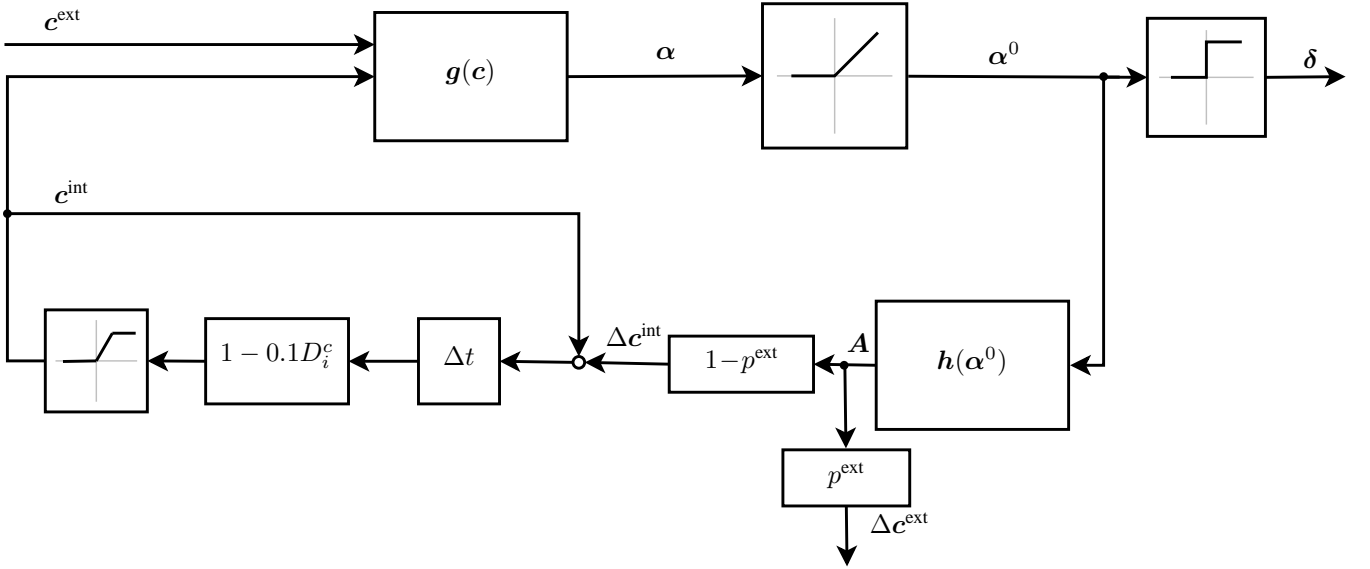 c^ext
g(c)
α
α^0
δ
c^int
1 − 0.1D_i^c
Δt
Δc^int
1−p^ext
A
h(α^0)
p^ext
Δc^ext